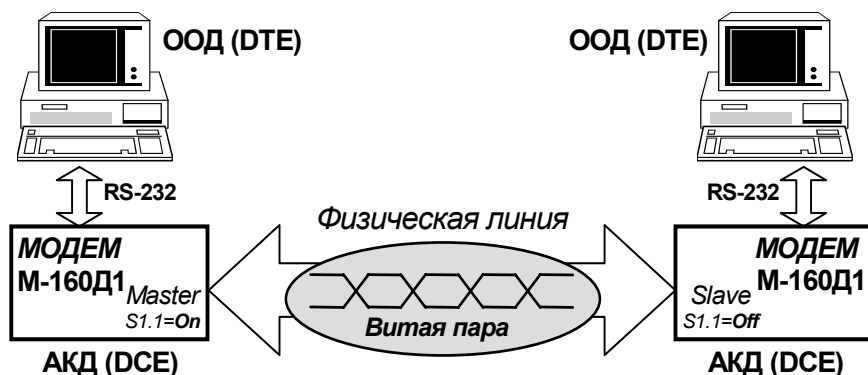 ООД (DTE)
ООД (DTE)
RS-232
RS-232
Физическая линия
МОДЕМ
М-160Д1
Master
S1.1=On
Витая пара
МОДЕМ
М-160Д1
Slave
S1.1=Off
АКД (DCE)
АКД (DCE)